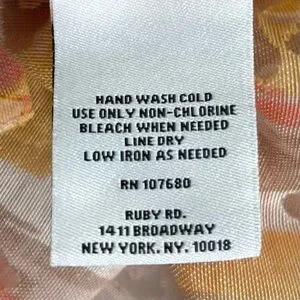 HAND WASH COLD
USE ONLY NON-CHLORINE
BLEACH WHEN NEEDED
LINE DRY
LOW IRON AS NEEDED
RN 107680
RUBY RD.
1411 BROADWAY
NEW YORK. NY. 10018